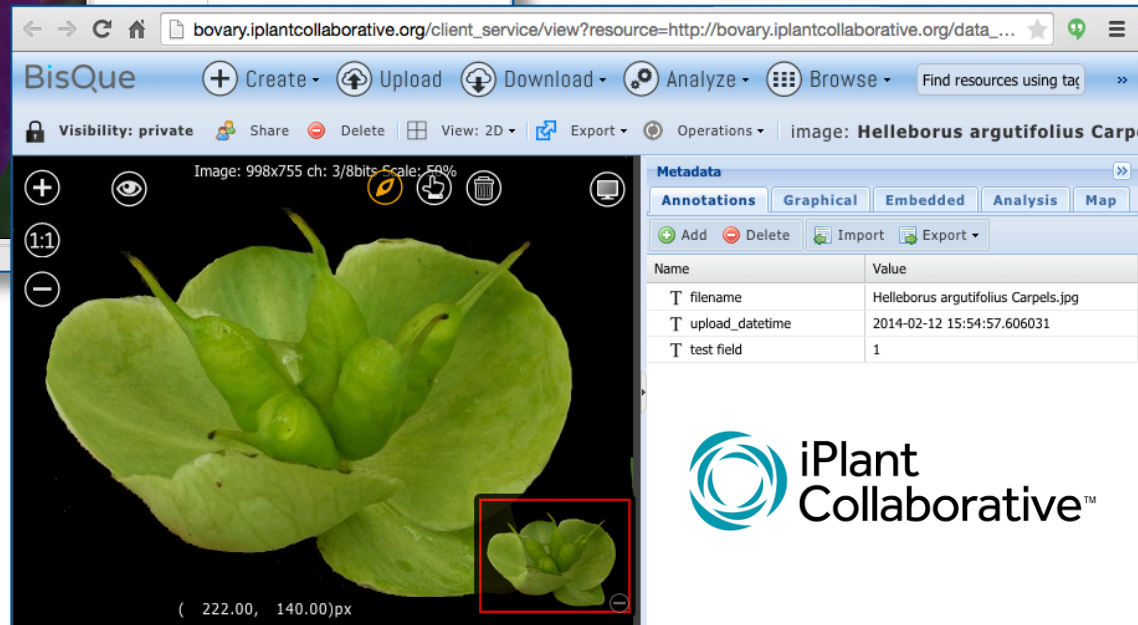 bovary.iplantcollaborative.org/client_service/view?resource=http://bovary.iplantcollaborative.org/data_...
BisQue Create Upload Download Analyze Browse Find resources using tag »
Visibility: private Share Delete View: 2D Export Operations image: Helleborus argutifolius Carpe
Image: 998x755 ch: 3/8bits Scale: 50%
1:1
( 222.00, 140.00)px
Metadata
Annotations Graphical Embedded Analysis Map
Add Delete Import Export
Name Value
T filename Helleborus argutifolius Carpels.jpg
T upload_datetime 2014-02-12 15:54:57.606031
T test field 1
iPlant
Collaborative™